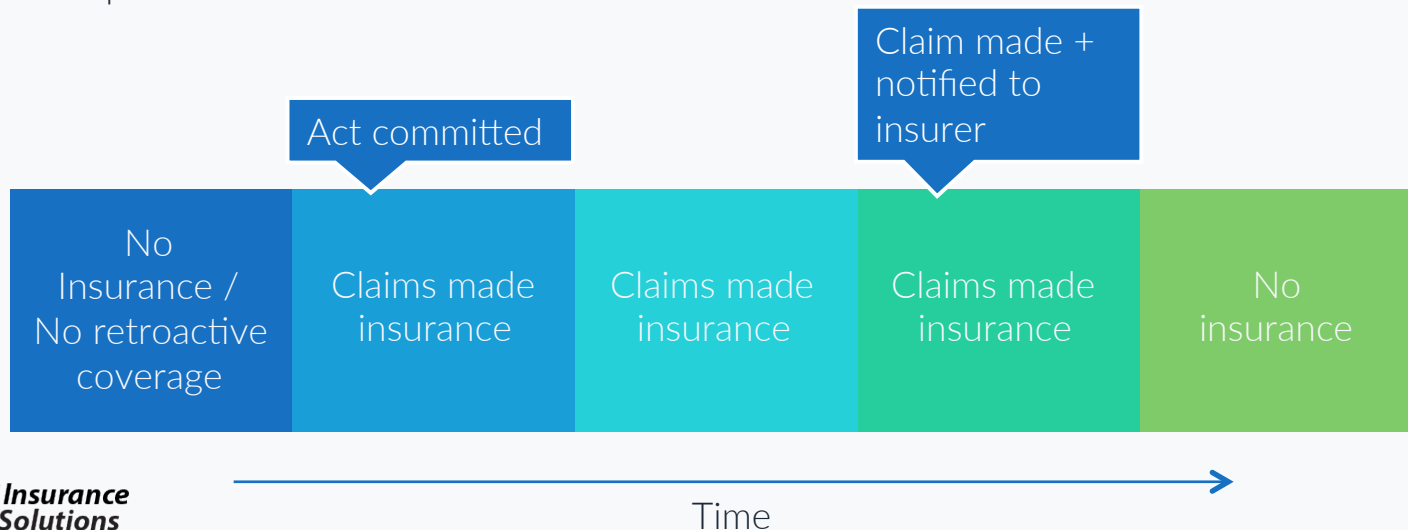 Claim made +
notified to
insurer
Act committed
No
Insurance /
No retroactive
coverage
Claims made
insurance
Claims made
insurance
Claims made
insurance
No
insurance
Insurance
Solutions
Time